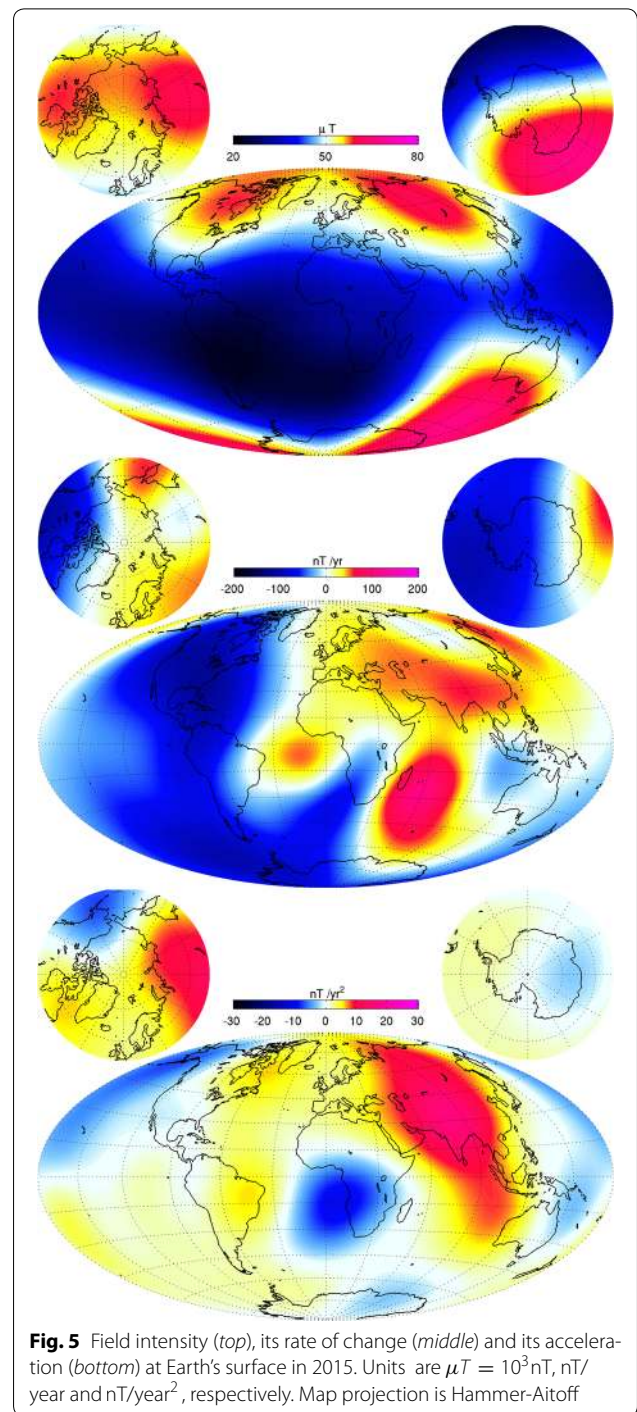 μ T
20 50 80
nT /yr
-200 -100 0 100 200
nT /yr²
-30 -20 -10 0 10 20 30
Fig. 5 Field intensity (top), its rate of change (middle) and its accelera-
tion (bottom) at Earth's surface in 2015. Units are μT = 10³nT, nT/
year and nT/year², respectively. Map projection is Hammer-Aitoff